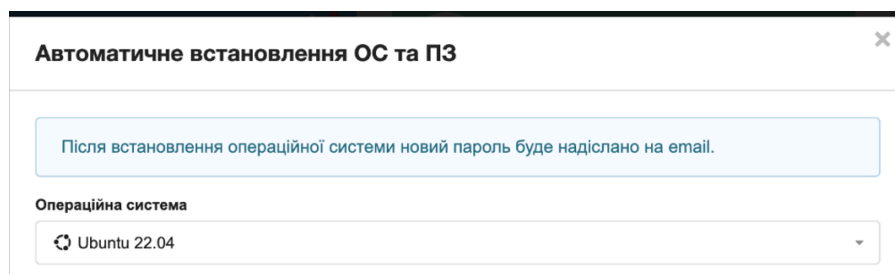 Автоматичне встановлення ОС та ПЗ
Після встановлення операційної системи новий пароль буде надіслано на email.
Операційна система
Ubuntu 22.04